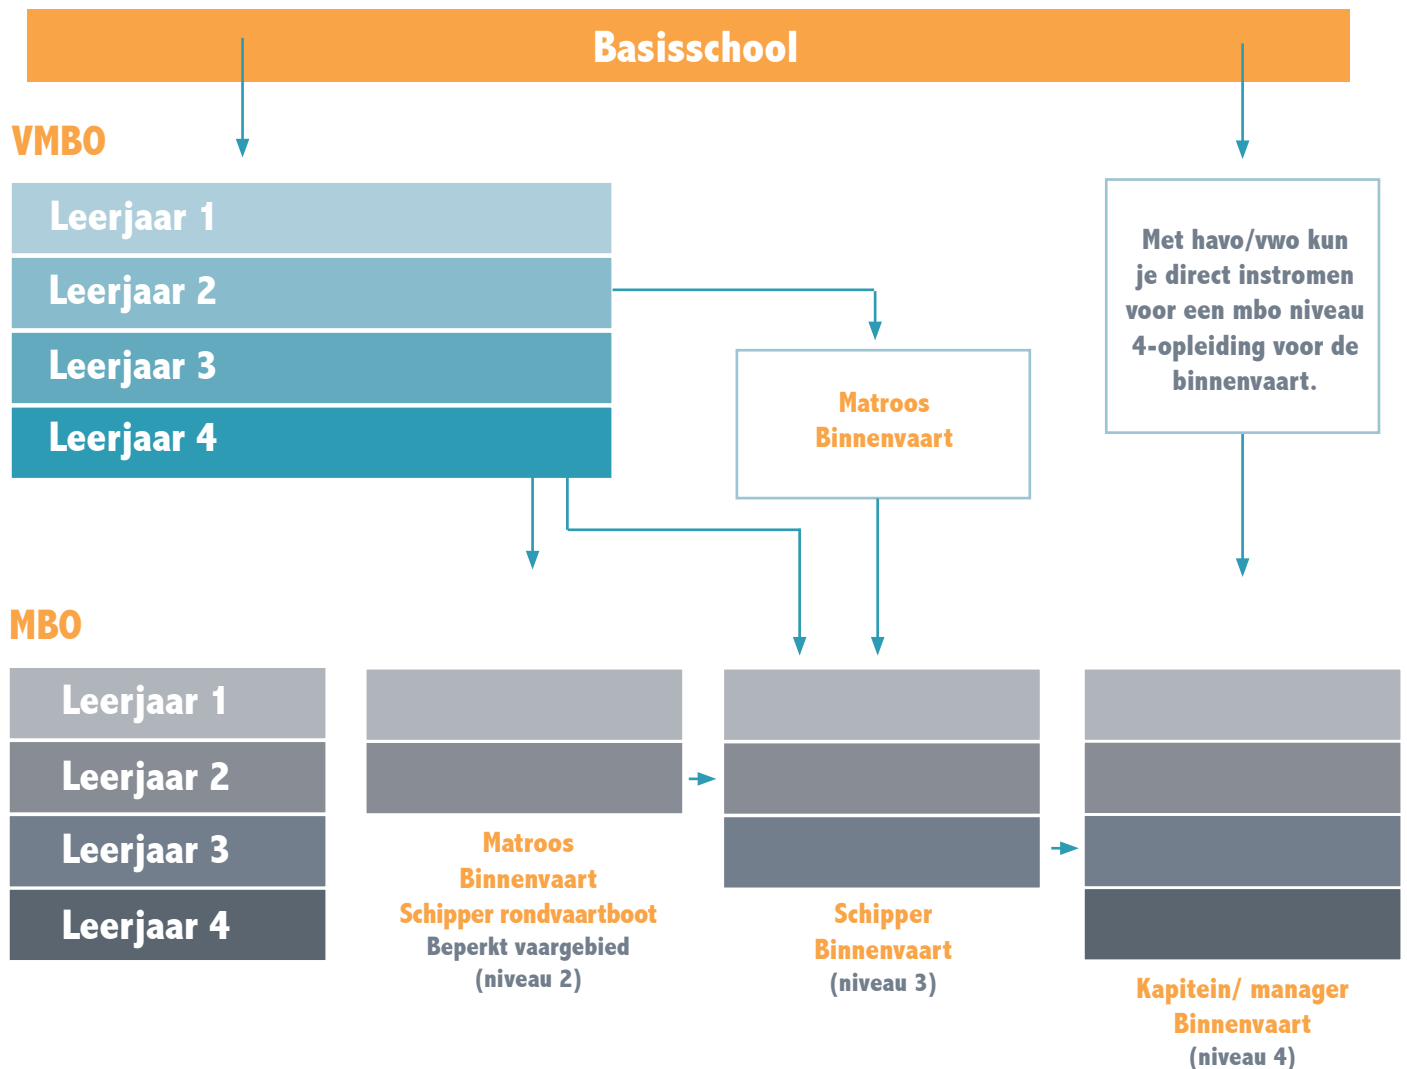 Basisschool
VMBO
Leerjaar 1
Leerjaar 2
Leerjaar 3
Leerjaar 4
Matroos
Binnenvaart
Met havo/vwo kun
je direct instromen
voor een mbo niveau
4-opleiding voor de
binnenvaart.
MBO
Leerjaar 1
Leerjaar 2
Leerjaar 3
Leerjaar 4
Matroos
Binnenvaart
Schipper rondvaartboot
Beperkt vaargebied
(niveau 2)
Schipper
Binnenvaart
(niveau 3)
Kapitein/ manager
Binnenvaart
(niveau 4)